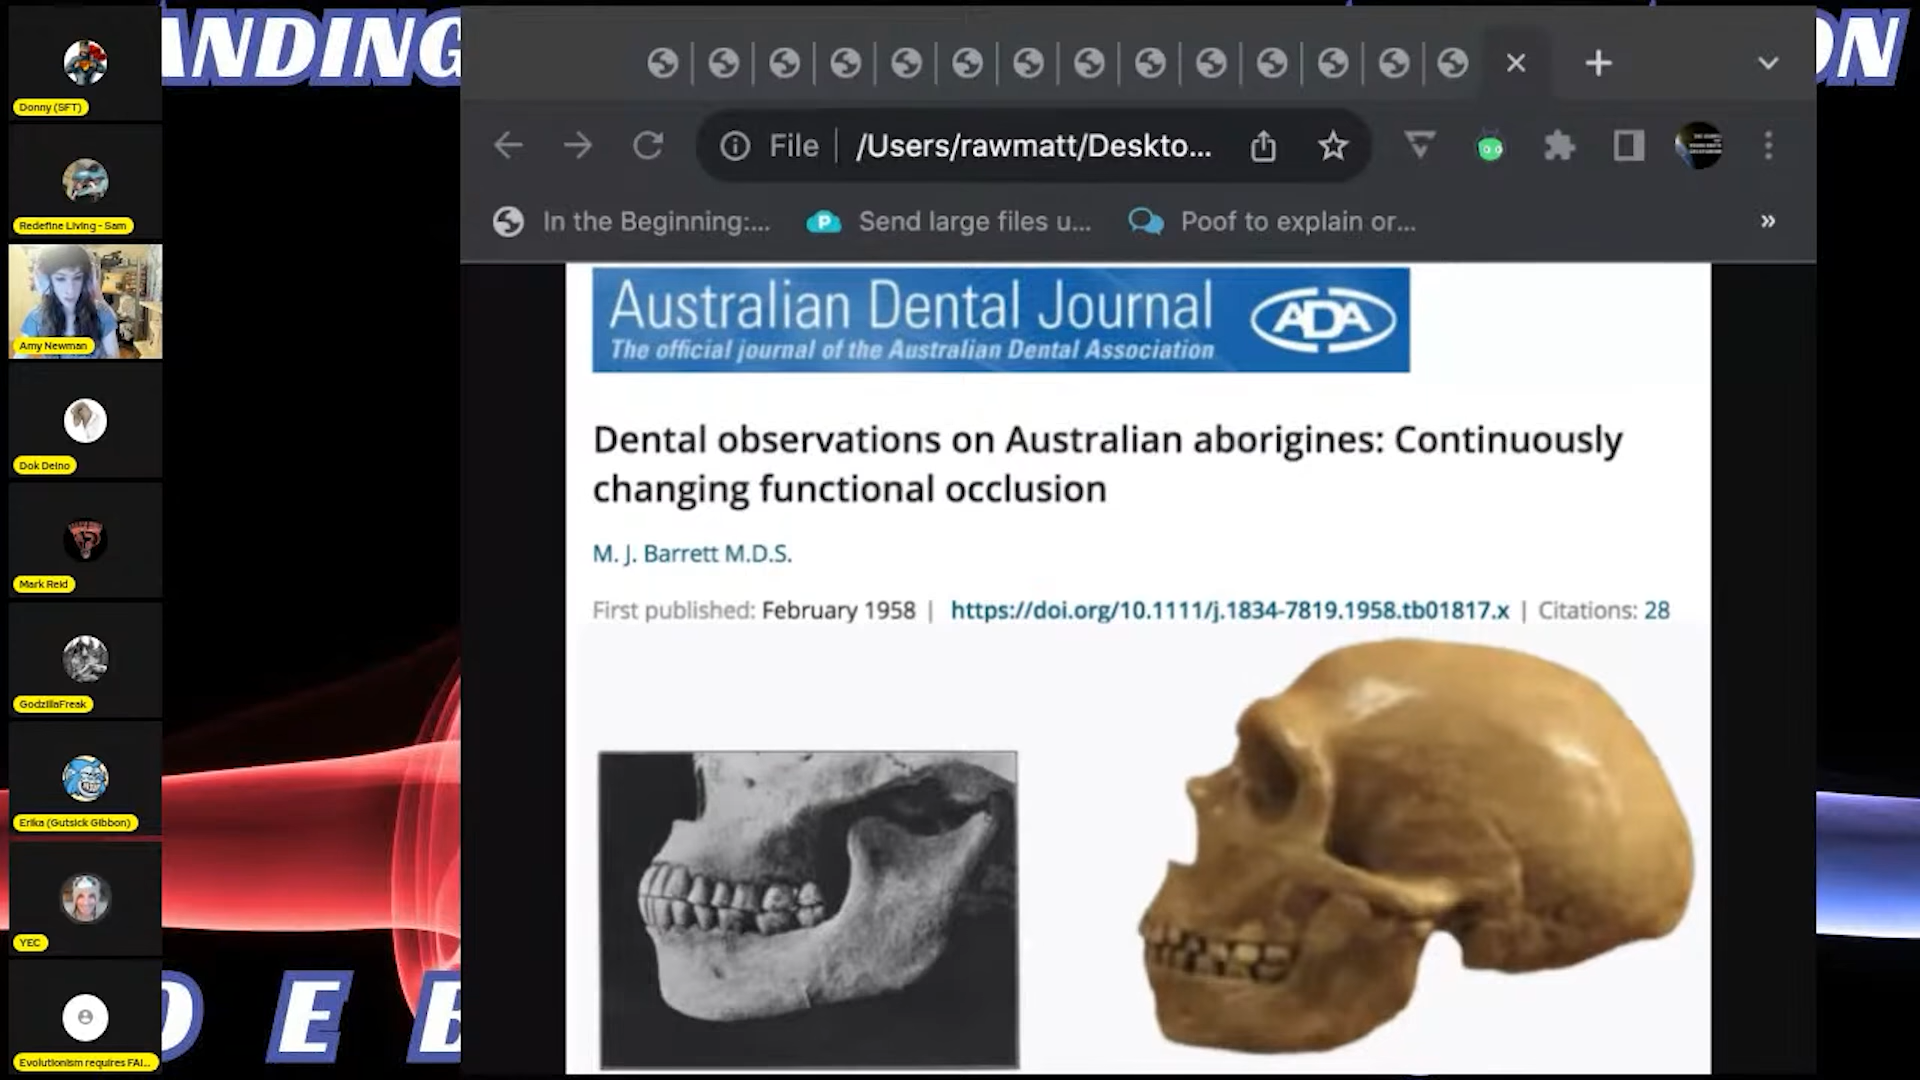 ANDING
ON
Donny (SFT)
Redefine Living - Sam
Amy Newman
Dok Deino
Mark Reid
GodzillaFreak
Erika (Gutsick Gibbon)
YEC
Evolutionism requires FAI...
D E B
File
/Users/rawmatt/Deskto...
In the Beginning:...
Send large files u...
Poof to explain or...
Australian Dental Journal
ADA
The official journal of the Australian Dental Association
Dental observations on Australian aborigines: Continuously
changing functional occlusion
M. J. Barrett M.D.S.
First published: February 1958 | https://doi.org/10.1111/j.1834-7819.1958.tb01817.x | Citations: 28